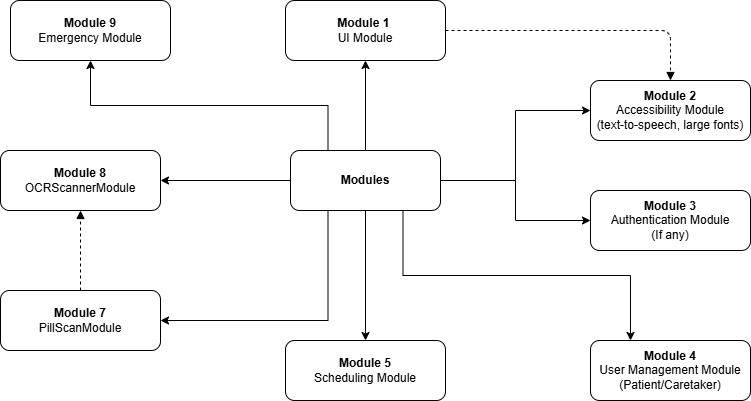 Module 9
Emergency Module
Module 1
UI Module
Module 2
Accessibility Module
(text-to-speech, large fonts)
Module 8
OCRScannerModule
Modules
Module 3
Authentication Module
(If any)
Module 7
PillScanModule
Module 5
Scheduling Module
Module 4
User Management Module
(Patient/Caretaker)